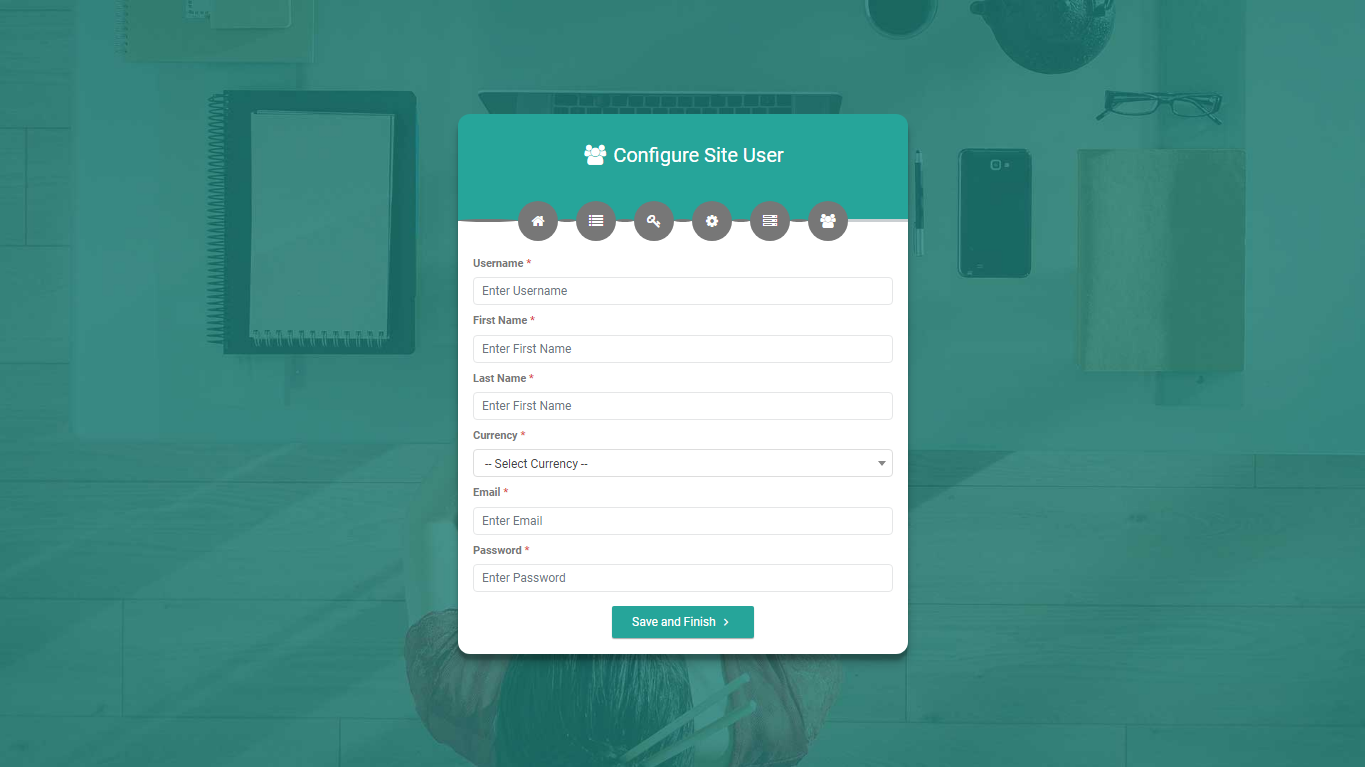 Configure Site User
Username *
Enter Username
First Name *
Enter First Name
Last Name *
Enter First Name
Currency *
-- Select Currency --
Email *
Enter Email
Password *
Enter Password
Save and Finish